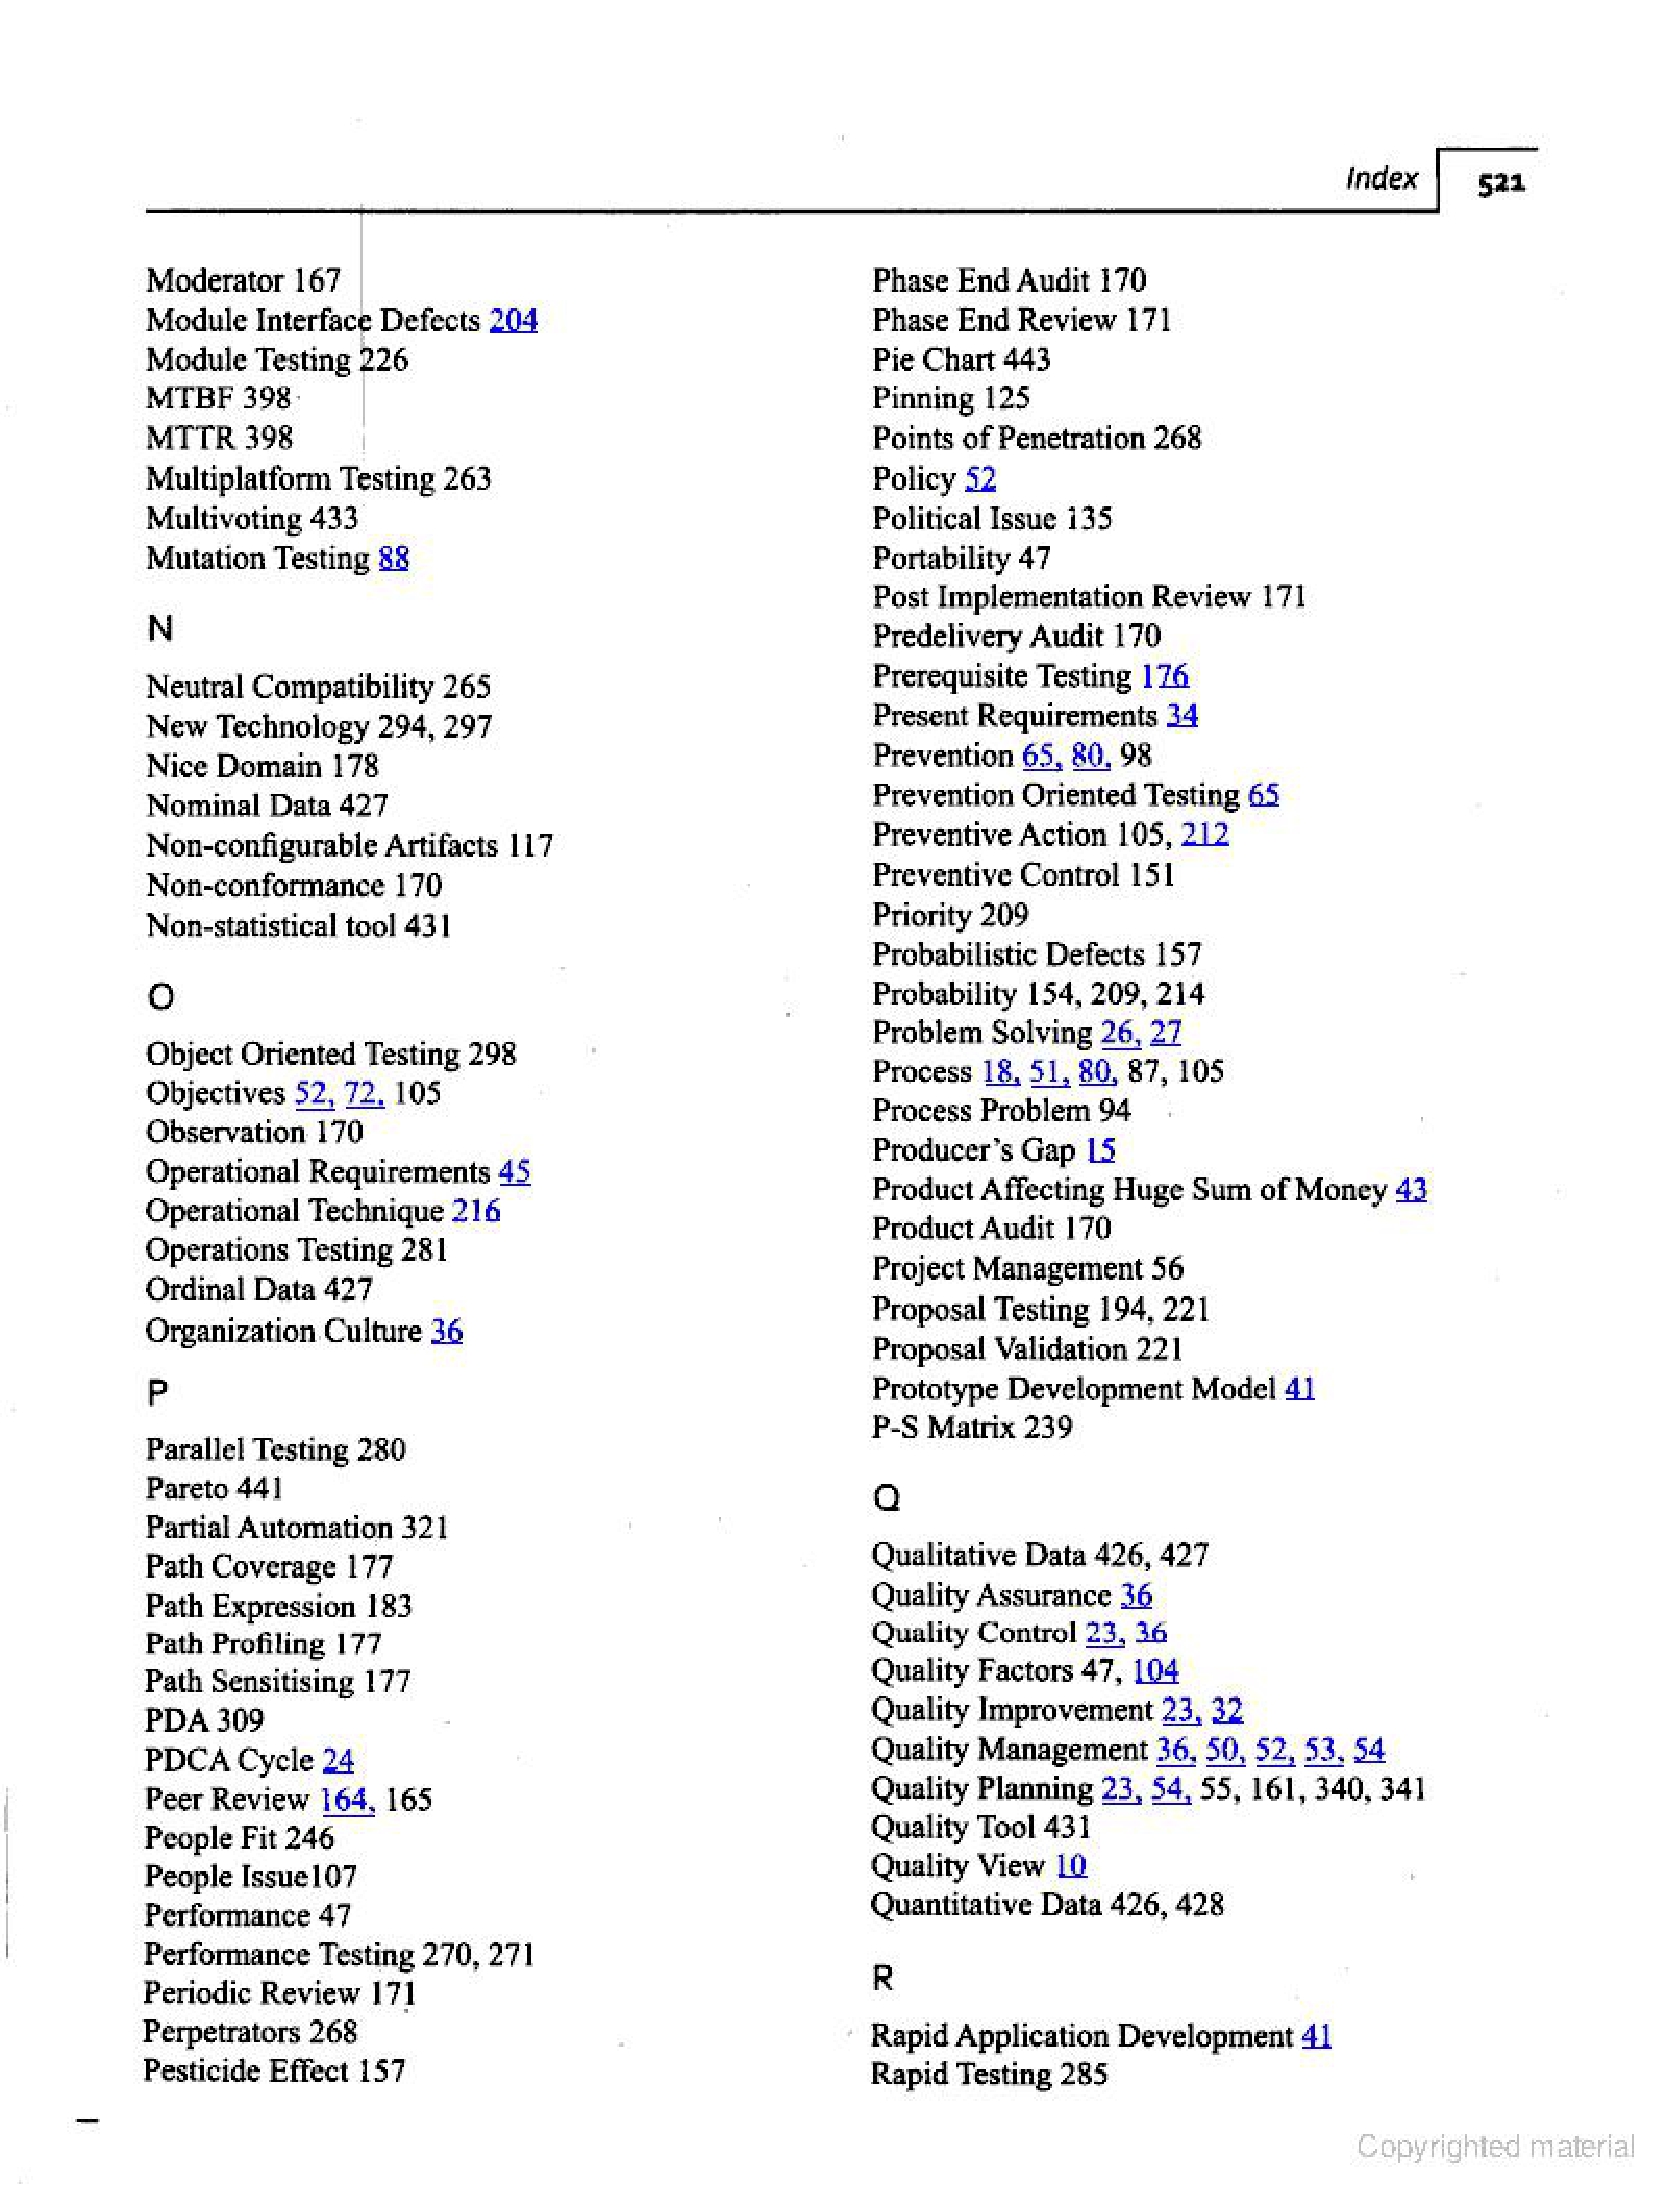 Index 521
Moderator 167
Module Interface Defects 204
Module Testing 226
MTBF 398
MTTR 398
Multiplatform Testing 263
Multivoting 433
Mutation Testing 88
N
Neutral Compatibility 265
New Technology 294, 297
Nice Domain 178
Nominal Data 427
Non-configurable Artifacts 117
Non-conformance 170
Non-statistical tool 431
O
Object Oriented Testing 298
Objectives 52, 72, 105
Observation 170
Operational Requirements 45
Operational Technique 216
Operations Testing 281
Ordinal Data 427
Organization Culture 36
P
Parallel Testing 280
Pareto 441
Partial Automation 321
Path Coverage 177
Path Expression 183
Path Profiling 177
Path Sensitising 177
PDA 309
PDCA Cycle 24
Peer Review 164, 165
People Fit 246
People Issue107
Performance 47
Performance Testing 270, 271
Periodic Review 171
Perpetrators 268
Pesticide Effect 157
Phase End Audit 170
Phase End Review 171
Pie Chart 443
Pinning 125
Points of Penetration 268
Policy 52
Political Issue 135
Portability 47
Post Implementation Review 171
Predelivery Audit 170
Prerequisite Testing 176
Present Requirements 34
Prevention 65, 80, 98
Prevention Oriented Testing 65
Preventive Action 105, 212
Preventive Control 151
Priority 209
Probabilistic Defects 157
Probability 154, 209, 214
Problem Solving 26, 27
Process 18, 51, 80, 87, 105
Process Problem 94
Producer's Gap 15
Product Affecting Huge Sum of Money 43
Product Audit 170
Project Management 56
Proposal Testing 194, 221
Proposal Validation 221
Prototype Development Model 41
P-S Matrix 239
Q
Qualitative Data 426, 427
Quality Assurance 36
Quality Control 23, 36
Quality Factors 47, 104
Quality Improvement 23, 32
Quality Management 36, 50, 52, 53, 54
Quality Planning 23, 54, 55, 161, 340, 341
Quality Tool 431
Quality View 10
Quantitative Data 426, 428
R
Rapid Application Development 41
Rapid Testing 285
Copyrighted material